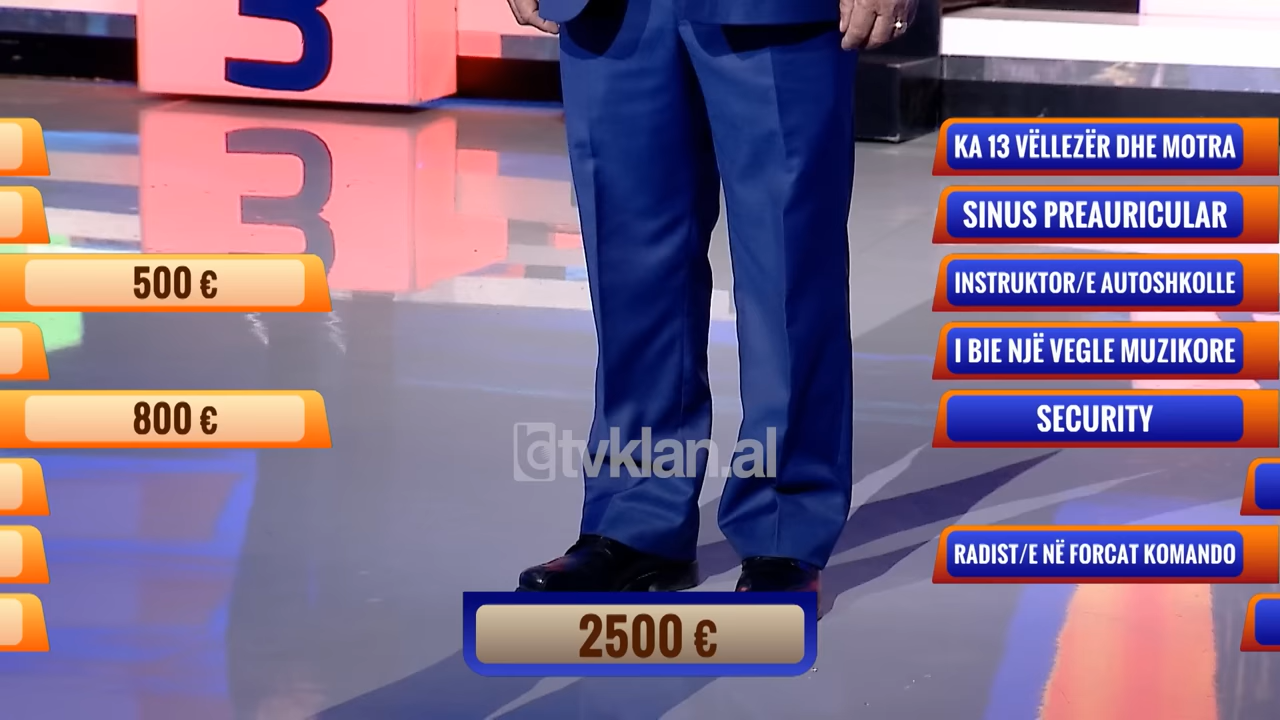 3
KA 13 VËLLEZËR DHE MOTRA
SINUS PREAURICULAR
500 €
INSTRUKTOR/E AUTOSHKOLLE
I BIE NJË VEGLE MUZIKORE
800 €
SECURITY
tvklan.al
RADIST/E NË FORCAT KOMANDO
2500 €